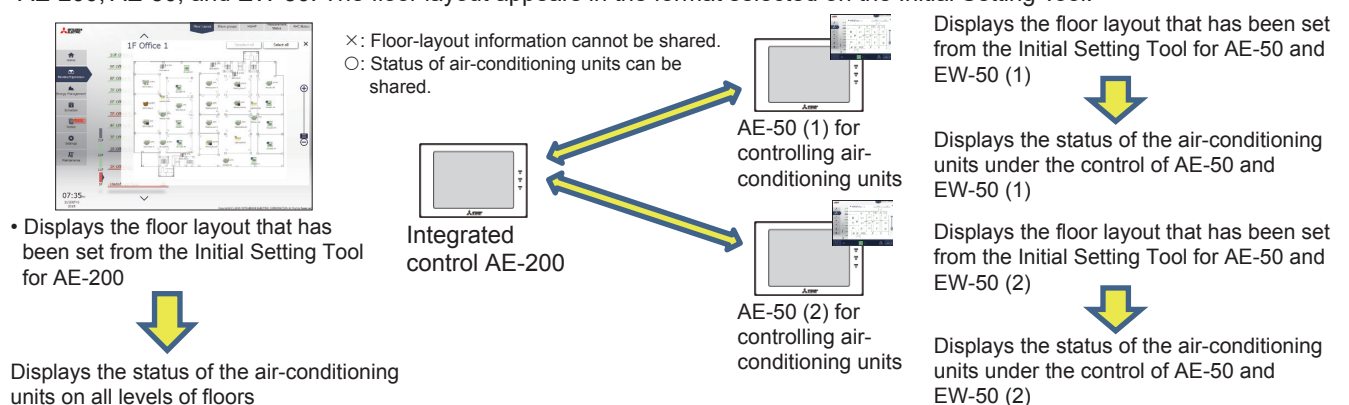 AE-200, AE-50, and EW-50. The floor layout appears in the format selected on the Initial Setting Tool.
1F Office 1
Select all
07:35
×: Floor-layout information cannot be shared.
○: Status of air-conditioning units can be
shared.
• Displays the floor layout that has
been set from the Initial Setting Tool
for AE-200
Displays the status of the air-conditioning
units on all levels of floors
Integrated
control AE-200
AE-50 (1) for
controlling air-
conditioning units
AE-50 (2) for
controlling air-
conditioning units
Displays the floor layout that has been set
from the Initial Setting Tool for AE-50 and
EW-50 (1)
Displays the status of the air-conditioning
units under the control of AE-50 and
EW-50 (1)
Displays the floor layout that has been set
from the Initial Setting Tool for AE-50 and
EW-50 (2)
Displays the status of the air-conditioning
units under the control of AE-50 and
EW-50 (2)